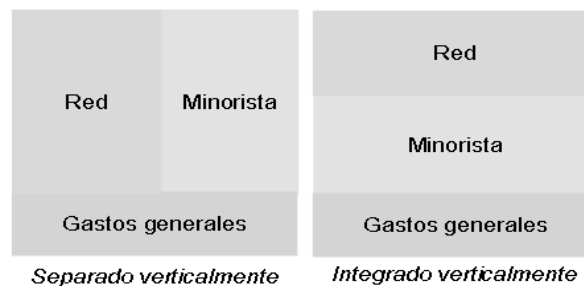 Red
Minorista
Gastos generales
Separado verticalmente
Red
Minorista
Gastos generales
Integrado verticalmente